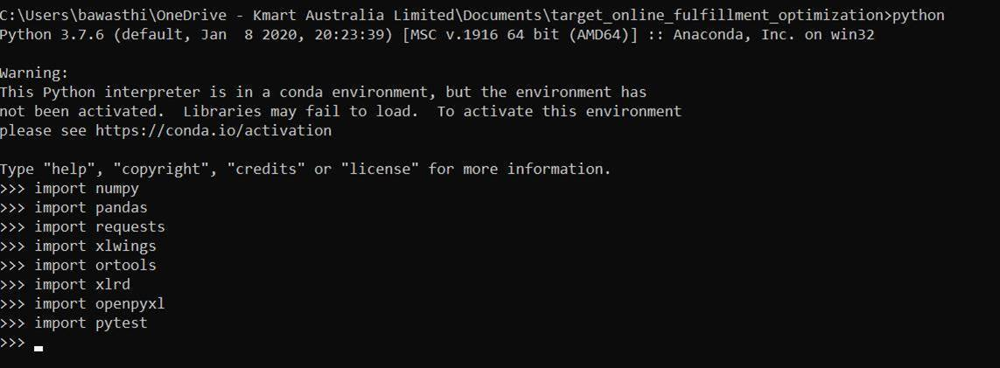 C:\Users\bawasthi\OneDrive - Kmart Australia Limited\Documents\target_online_fulfillment_optimization>python
Python 3.7.6 (default, Jan  8 2020, 20:23:39) [MSC v.1916 64 bit (AMD64)] :: Anaconda, Inc. on win32
Warning:
This Python interpreter is in a conda environment, but the environment has
not been activated.  Libraries may fail to load.  To activate this environment
please see https://conda.io/activation
Type "help", "copyright", "credits" or "license" for more information.
>>> import numpy
>>> import pandas
>>> import requests
>>> import xlwings
>>> import ortools
>>> import xlrd
>>> import openpyxl
>>> import pytest
>>>